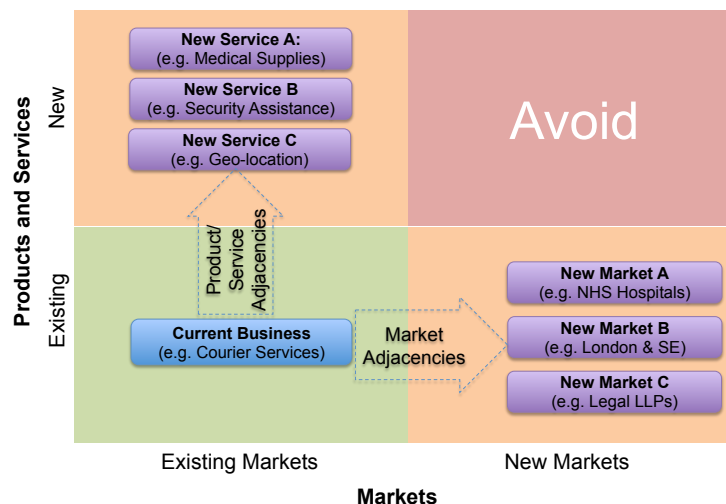 New Service A:
(e.g. Medical Supplies)
New Service B
(e.g. Security Assistance)
New Service C
(e.g. Geo-location)
Avoid
Products and Services
New
Existing
Product/
Service
Adjacencies
Current Business
(e.g. Courier Services)
Market
Adjacencies
New Market A
(e.g. NHS Hospitals)
New Market B
(e.g. London & SE)
New Market C
(e.g. Legal LLPs)
Existing Markets
New Markets
Markets